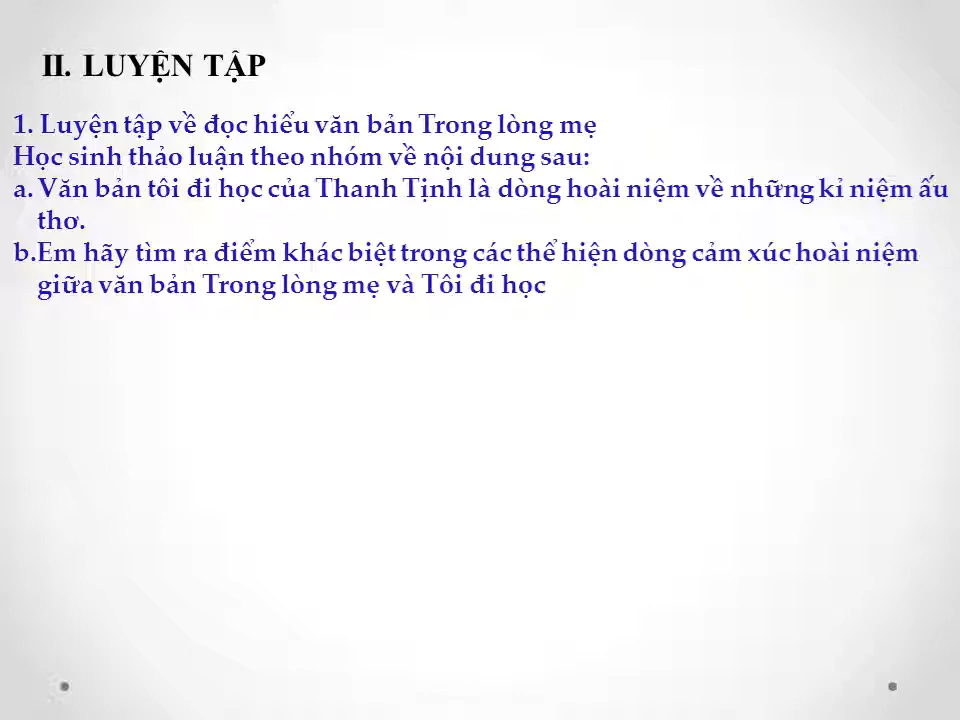 II. LUYỆN TẬP
1. Luyện tập về đọc hiểu văn bản Trong lòng mẹ
Học sinh thảo luận theo nhóm về nội dung sau:
a. Văn bản tôi đi học của Thanh Tịnh là dòng hoài niệm về những kỉ niệm ấu
thơ.
b.Em hãy tìm ra điểm khác biệt trong các thể hiện dòng cảm xúc hoài niệm
giữa văn bản Trong lòng mẹ và Tôi đi học